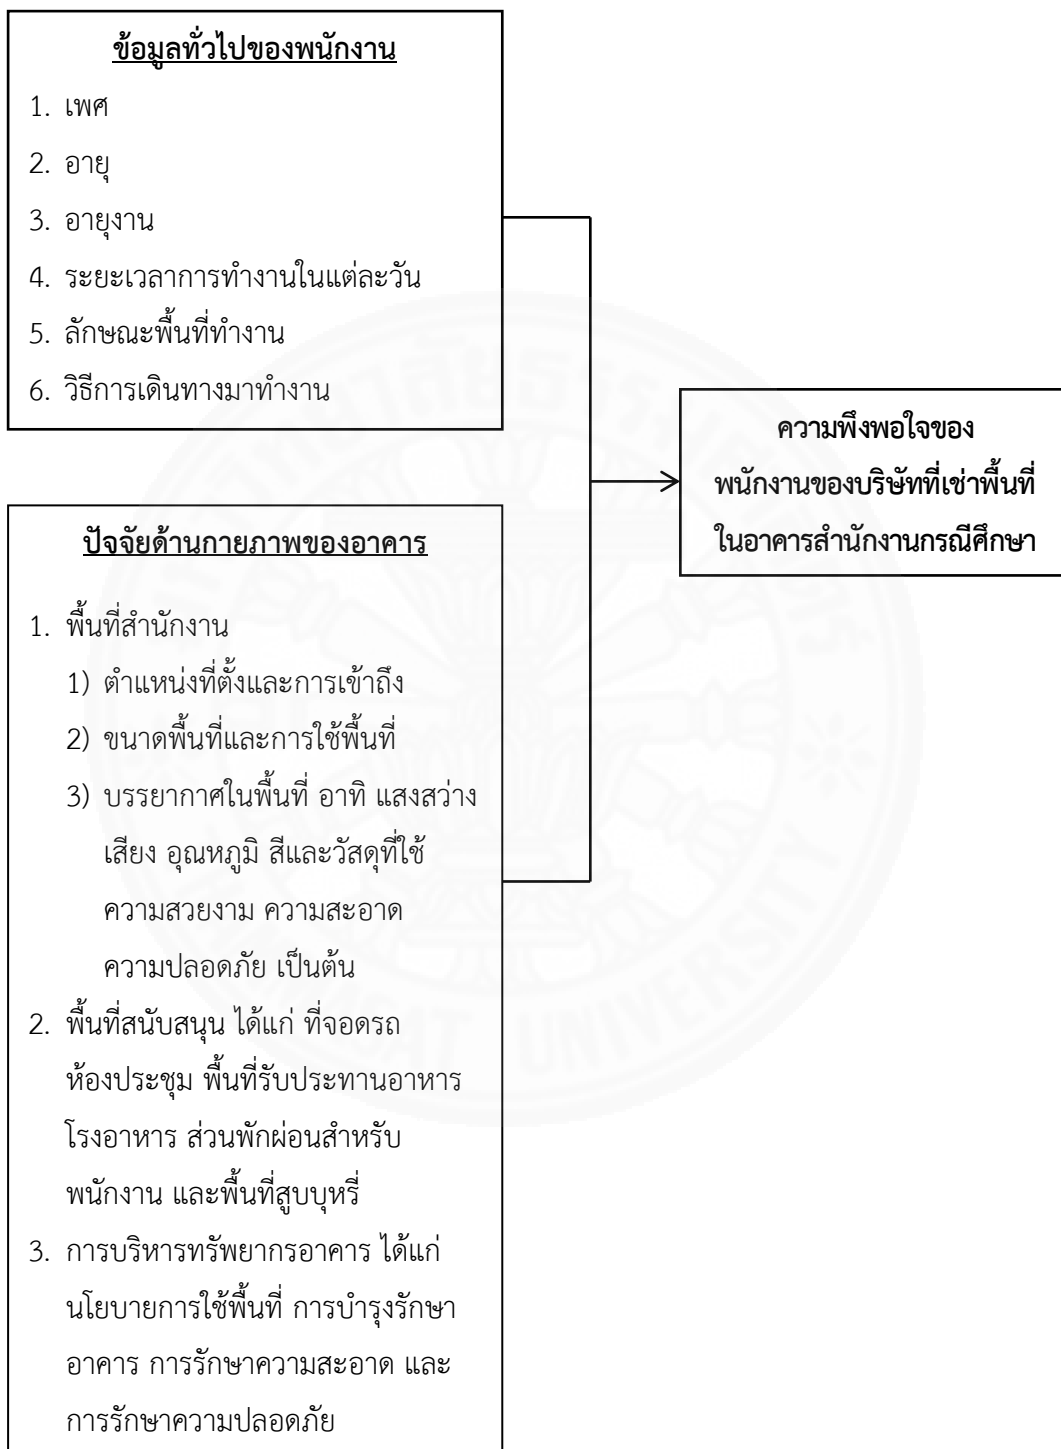 ข้อมูลทั่วไปของพนักงาน
1. เพศ
2. อายุ
3. อายุงาน
4. ระยะเวลาการทำงานในแต่ละวัน
5. ลักษณะพื้นที่ทำงาน
6. วิธีการเดินทางมาทำงาน
ความพึงพอใจของ
พนักงานของบริษัทที่เช่าพื้นที่
ในอาคารสำนักงานกรณีศึกษา
ปัจจัยด้านกายภาพของอาคาร
1. พื้นที่สำนักงาน
1) ตำแหน่งที่ตั้งและการเข้าถึง
2) ขนาดพื้นที่และการใช้พื้นที่
3) บรรยากาศในพื้นที่ อาทิ แสงสว่าง
เสียง อุณหภูมิ สีและวัสดุที่ใช้
ความสวยงาม ความสะอาด
ความปลอดภัย เป็นต้น
2. พื้นที่สนับสนุน ได้แก่ ที่จอดรถ
ห้องประชุม พื้นที่รับประทานอาหาร
โรงอาหาร ส่วนพักผ่อนสำหรับ
พนักงาน และพื้นที่สูบบุหรี่
3. การบริหารทรัพยากรอาคาร ได้แก่
นโยบายการใช้พื้นที่ การบำรุงรักษา
อาคาร การรักษาความสะอาด และ
การรักษาความปลอดภัย